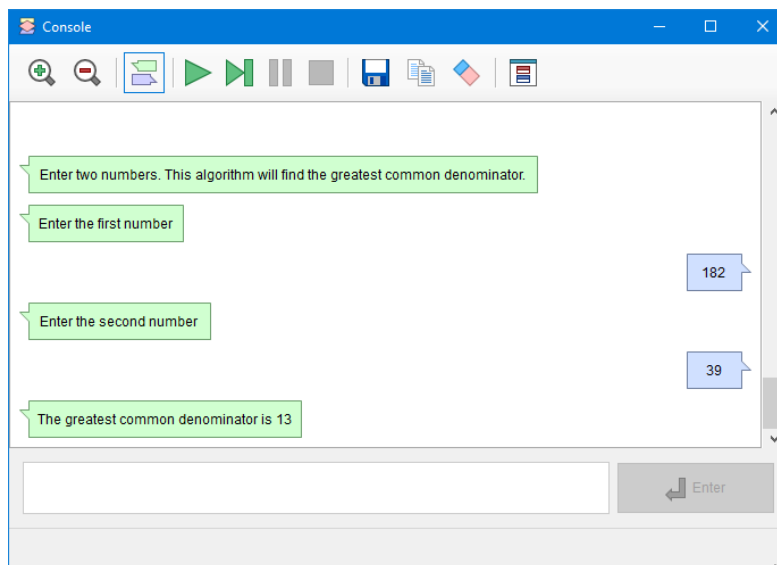 Console
Enter two numbers. This algorithm will find the greatest common denominator.
Enter the first number
182
Enter the second number
39
The greatest common denominator is 13
Enter